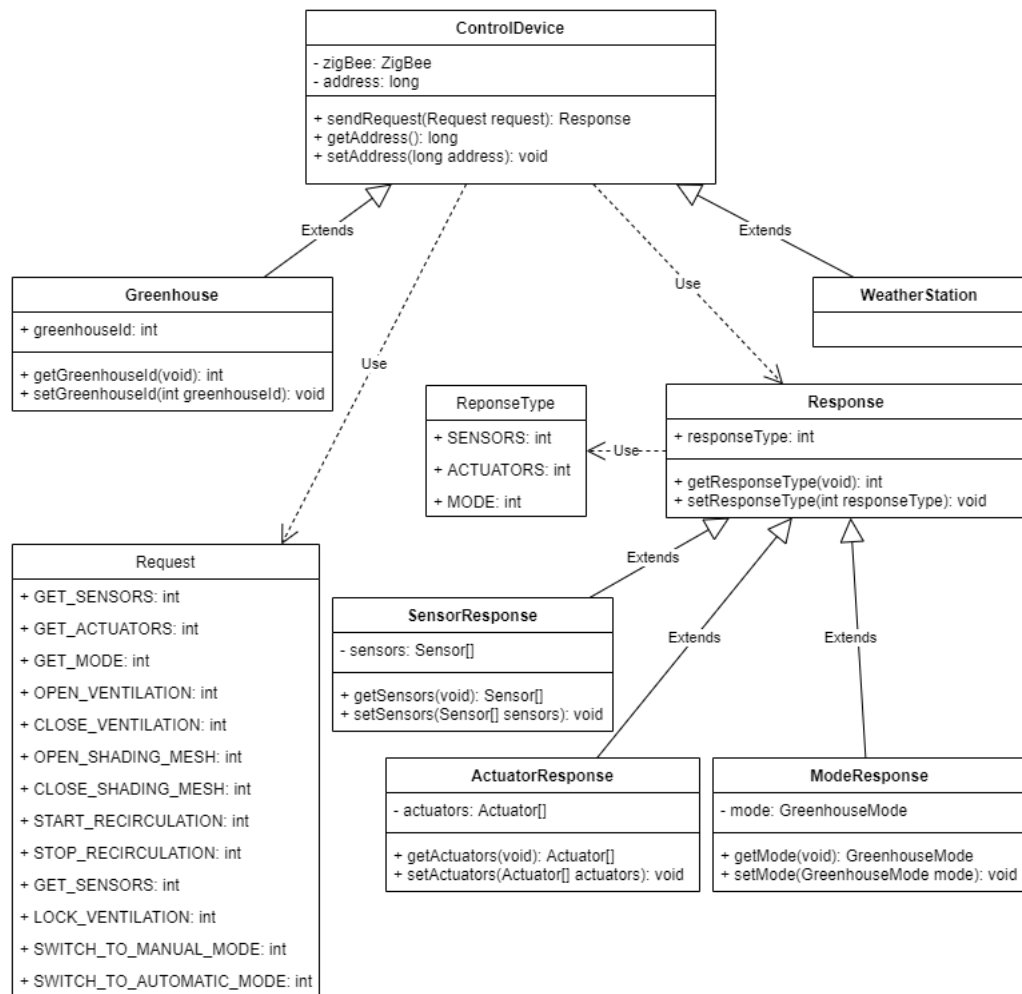 ControlDevice
- zigBee: ZigBee
- address: long
+ sendRequest(Request request): Response
+ getAddress(): long
+ setAddress(long address): void
Extends
Extends
Use
Use
Greenhouse
+ greenhouseId: int
+ getGreenhouseId(void): int
+ setGreenhouseId(int greenhouseId): void
WeatherStation
ReponseType
+ SENSORS: int
+ ACTUATORS: int
+ MODE: int
Use
Response
+ responseType: int
+ getResponseType(void): int
+ setResponseType(int responseType): void
Extends
Extends
Extends
Request
+ GET_SENSORS: int
+ GET_ACTUATORS: int
+ GET_MODE: int
+ OPEN_VENTILATION: int
+ CLOSE_VENTILATION: int
+ OPEN_SHADING_MESH: int
+ CLOSE_SHADING_MESH: int
+ START_RECIRCULATION: int
+ STOP_RECIRCULATION: int
+ GET_SENSORS: int
+ LOCK_VENTILATION: int
+ SWITCH_TO_MANUAL_MODE: int
+ SWITCH_TO_AUTOMATIC_MODE: int
SensorResponse
- sensors: Sensor[]
+ getSensors(void): Sensor[]
+ setSensors(Sensor[] sensors): void
ActuatorResponse
- actuators: Actuator[]
+ getActuators(void): Actuator[]
+ setActuators(Actuator[] actuators): void
ModeResponse
- mode: GreenhouseMode
+ getMode(void): GreenhouseMode
+ setMode(GreenhouseMode mode): void